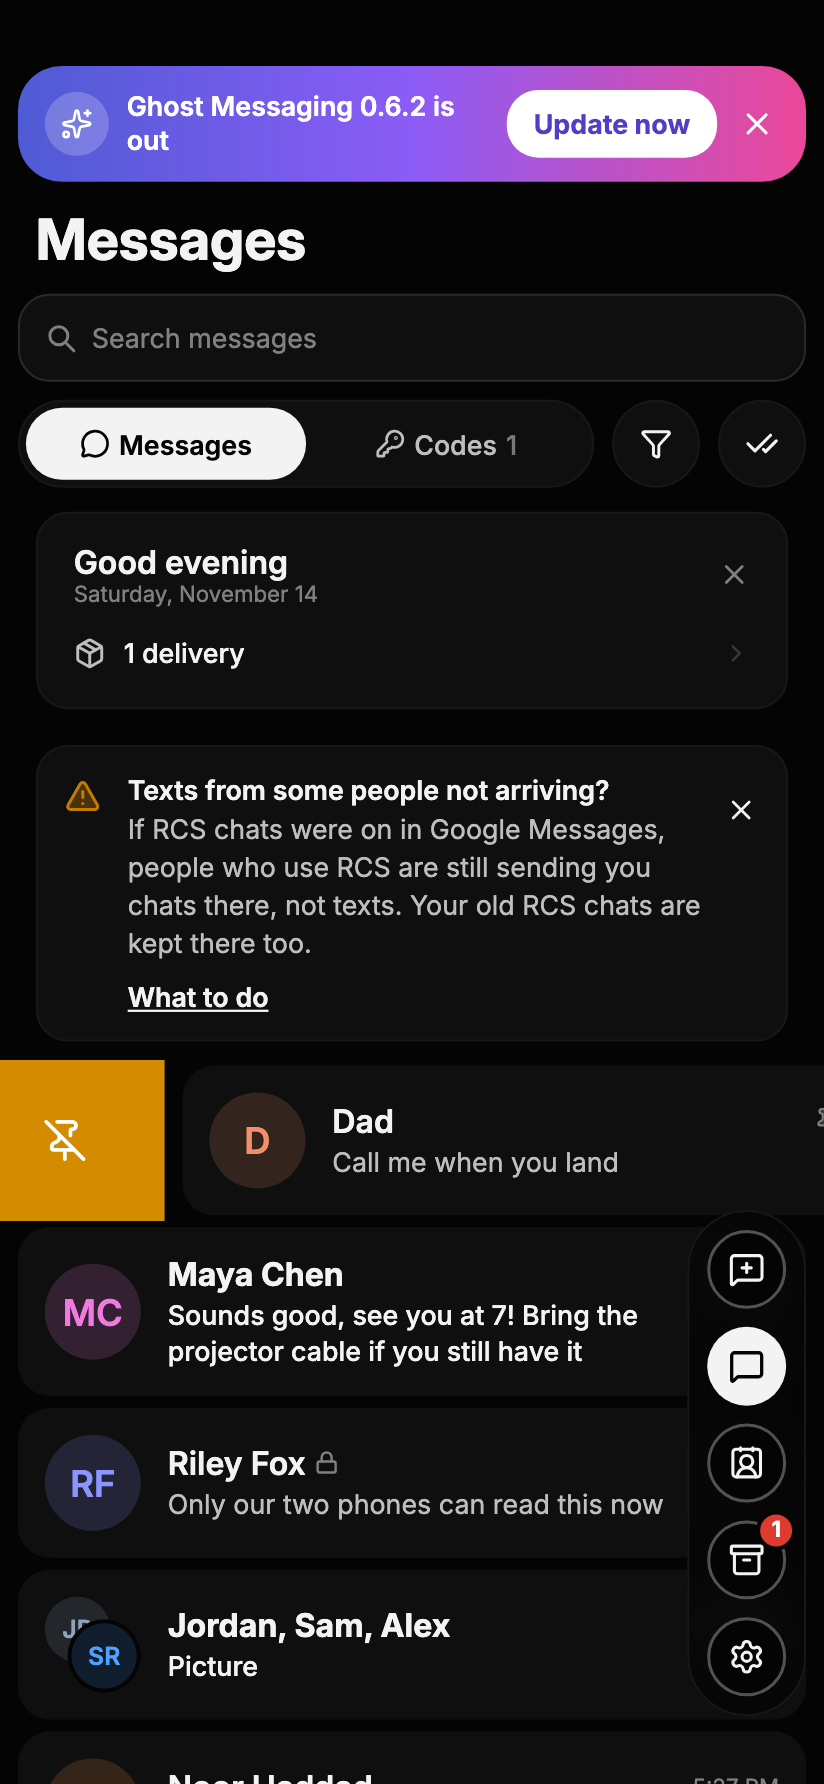 Ghost Messaging 0.6.2 is
out
Update now
Messages
Search messages
Messages
Codes 1
Good evening
Saturday, November 14
1 delivery
Texts from some people not arriving?
If RCS chats were on in Google Messages,
people who use RCS are still sending you
chats there, not texts. Your old RCS chats are
kept there too.
What to do
D
Dad
Call me when you land
MC
Maya Chen
Sounds good, see you at 7! Bring the
projector cable if you still have it
RF
Riley Fox
Only our two phones can read this now
1
SR
Jordan, Sam, Alex
Picture